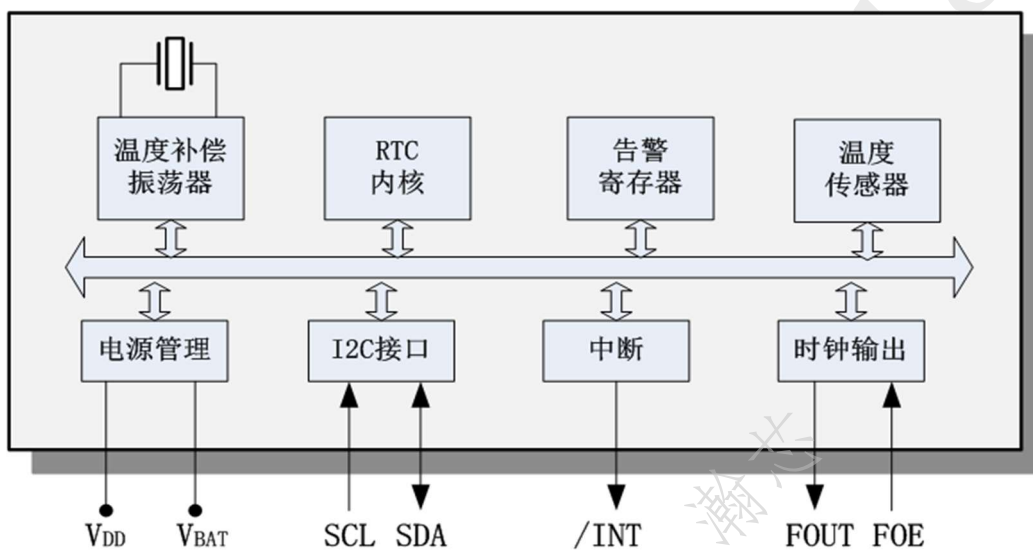 温度补偿
振荡器
RTC
内核
告警
寄存器
温度
传感器
电源管理
I2C接口
中断
时钟输出
VDD
VBAT
SCL
SDA
/INT
FOUT
FOE
瀚芯